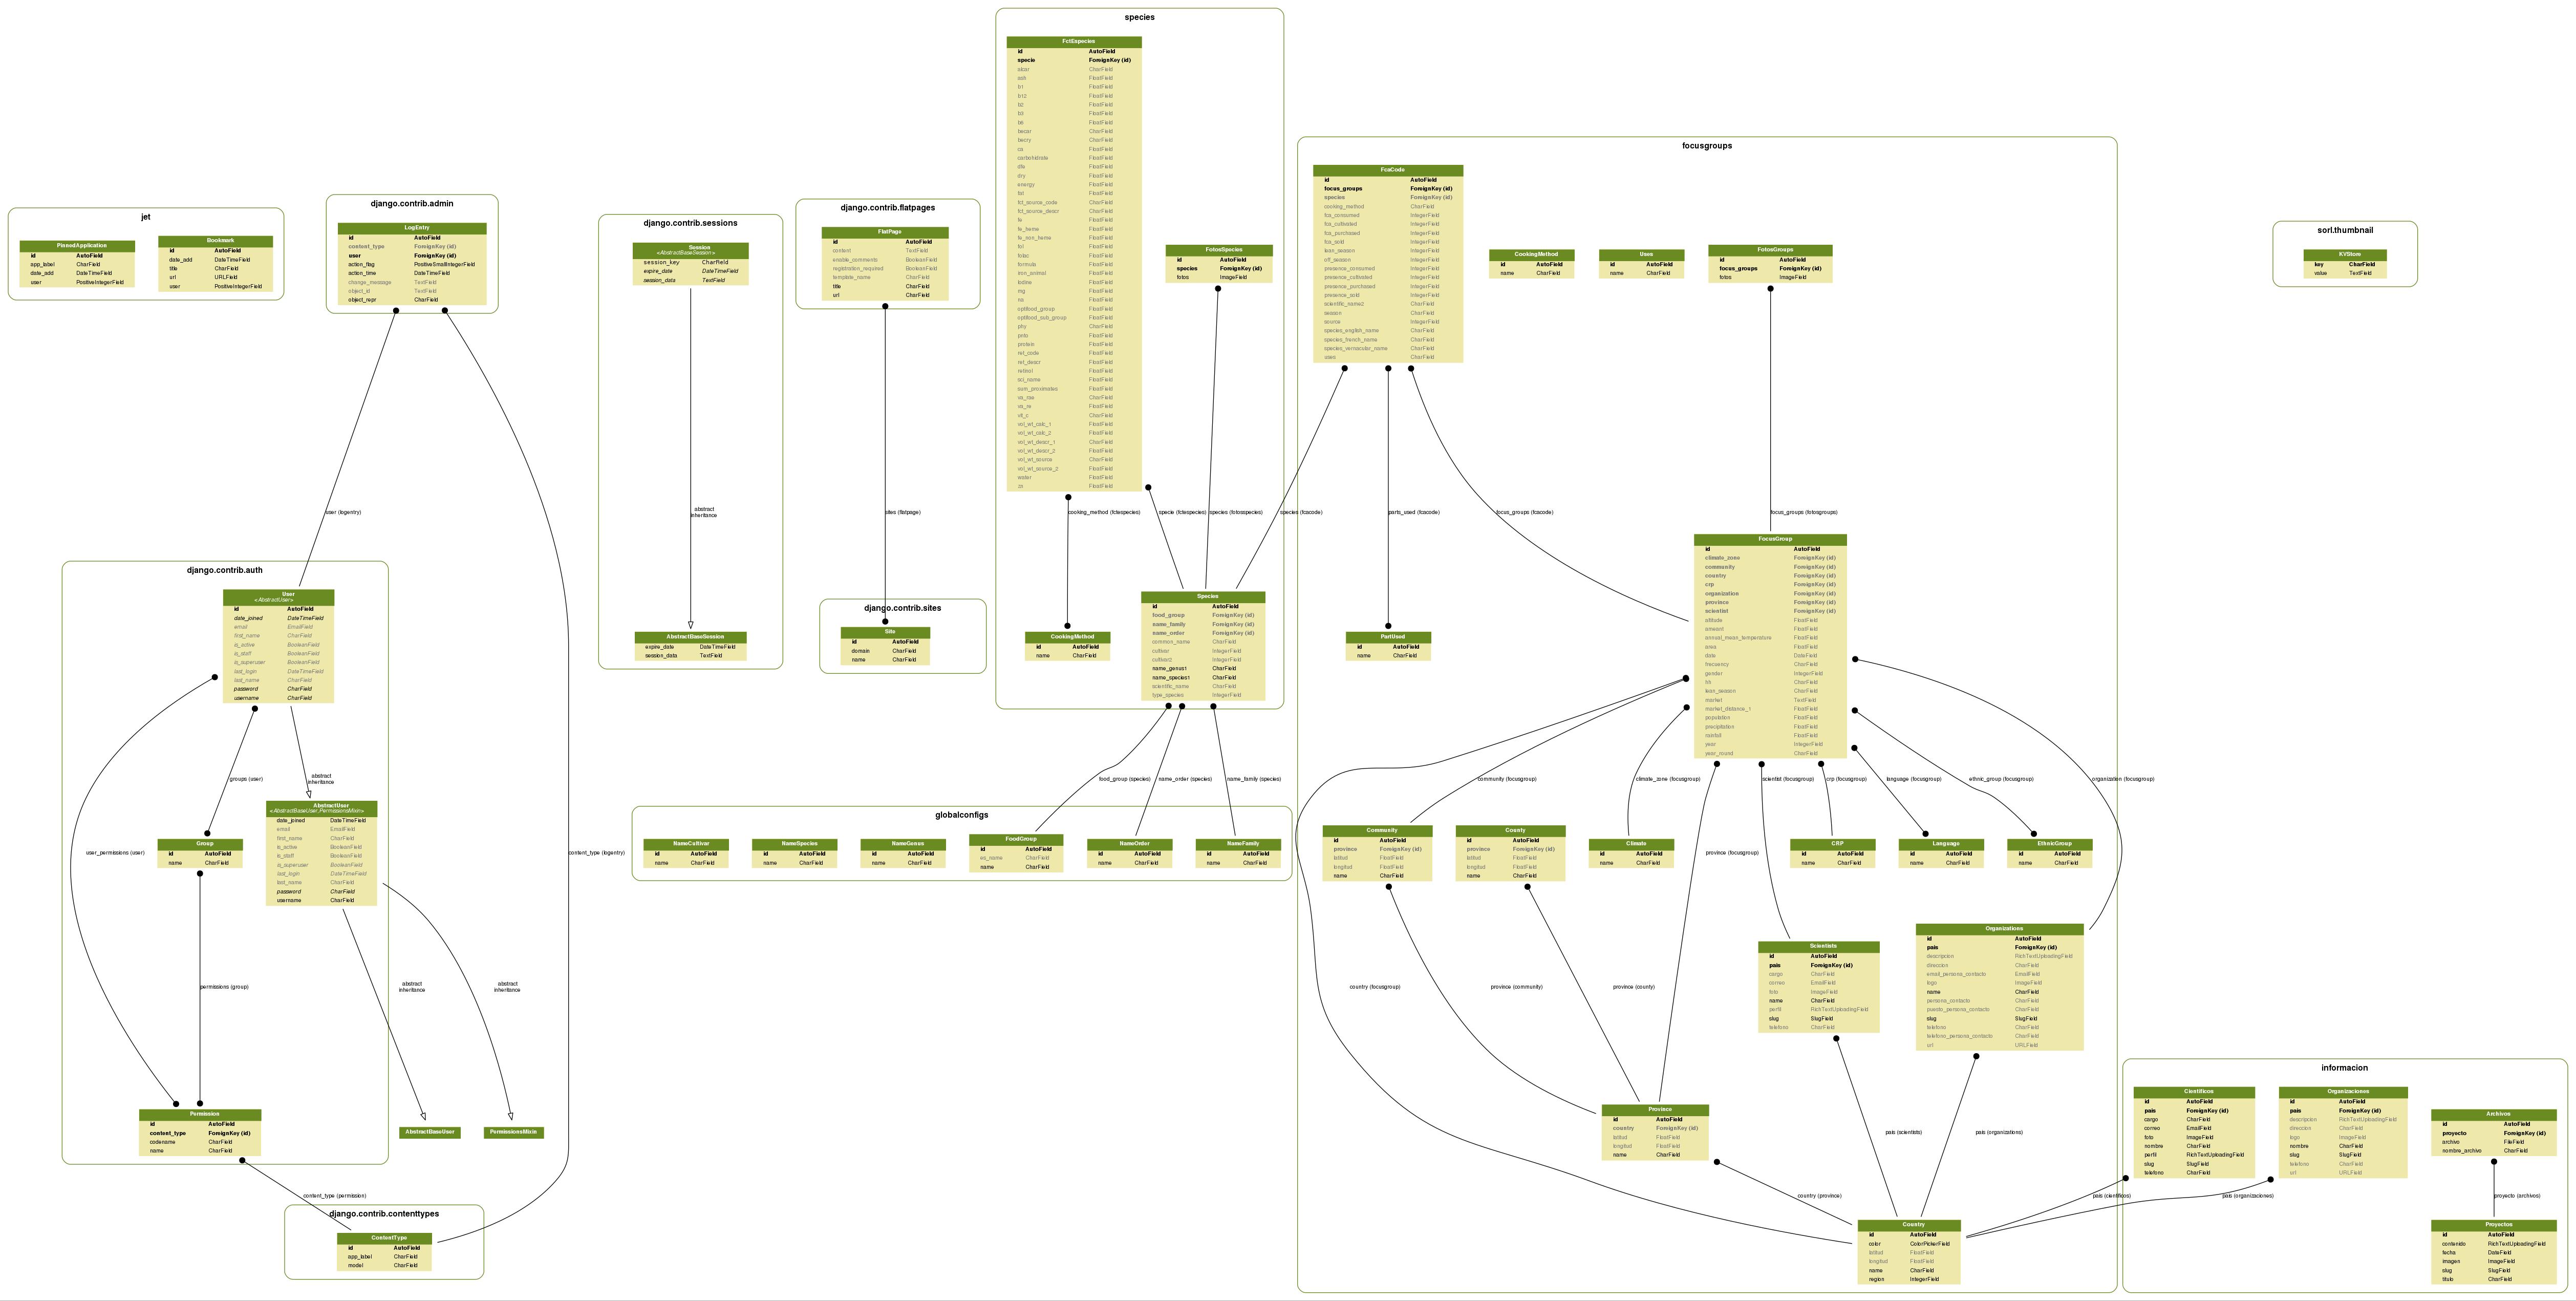 species
FctEspecies
id AutoField
specie ForeignKey (id)
alcar CharField
ash FloatField
b1 FloatField
b12 FloatField
b2 FloatField
b3 FloatField
b6 FloatField
becar CharField
becry CharField
ca FloatField
carbohidrate FloatField
dfe FloatField
dry FloatField
energy FloatField
fat FloatField
fct_source_code CharField
fct_source_descr CharField
fe FloatField
fe_heme FloatField
fe_non_heme FloatField
fol FloatField
folac FloatField
formula FloatField
iron_animal FloatField
Iodine FloatField
mg FloatField
na FloatField
optifood_group FloatField
optifood_sub_group FloatField
phy CharField
FloatField
protein FloatField
ref_code FloatField
ref_descr FloatField
retinol FloatField
sci_name FloatField
sum_proximates FloatField
va_rae CharField
va_re FloatField
vit_c CharField
vol_wt_calc_1 FloatField
vol_wt_calc_2 FloatField
vol_wt_descr_1 CharField
vol_wt_descr_2 FloatField
vol_wt_source CharField
vol_wt_source_2 FloatField
water FloatField
zn FloatField
FotosSpecies
id AutoField
species ForeignKey (id)
fotos ImageField
cooking_method (fctespecies)
specie (fctespecies)
species (fotosspecies)
species (fcacode)
CookingMethod
id AutoField
name CharField
Species
id AutoField
food_group ForeignKey (id)
name_family ForeignKey (id)
name_order ForeignKey (id)
common_name CharField
cultivar IntegerField
cultivact IntegerField
name_genus1 CharField
name_species1 CharField
scientific_name CharField
type_species IntegerField
jet
PinnedApplication
id AutoField
app_label CharField
date_add DateTimeField
user PositiveIntegerField
Bookmark
id AutoField
date_add DateTimeField
title CharField
url URLField
user PositiveIntegerField
django.contrib.admin
LogEntry
id AutoField
content_type ForeignKey (id)
user ForeignKey (id)
action_flag PositiveSmallIntegerField
action_time DateTimeField
change_message TextField
object_id TextField
object_repr CharField
user (logentry)
content_type (logentry)
django.contrib.sessions
Session
<AbstractBaseSession>
session_key CharField
expire_date DateTimeField
session_data TextField
abstract
inheritance
AbstractBaseSession
expire_date DateTimeField
session_data TextField
django.contrib.flatpages
FlatPage
id AutoField
content TextField
enable_comments BooleanField
registration_required BooleanField
template_name CharField
title CharField
url CharField
sites (flatpage)
django.contrib.sites
Site
id AutoField
domain CharField
name CharField
django.contrib.auth
User
<AbstractUser>
id AutoField
date_joined DateTimeField
email EmailField
first_name CharField
is_active BooleanField
is_staff BooleanField
is_superuser BooleanField
last_login DateTimeField
last_name CharField
password CharField
username CharField
groups (user)
abstract
inheritance
user_permissions (user)
Group
id AutoField
name CharField
AbstractUser
<AbstractBaseUser,PermissionsMixin>
date_joined DateTimeField
email EmailField
first_name CharField
is_active BooleanField
is_staff BooleanField
is_superuser BooleanField
last_login DateTimeField
last_name CharField
password CharField
username CharField
permissions (group)
abstract
inheritance
abstract
inheritance
Permission
id AutoField
content_type ForeignKey (id)
codename CharField
name CharField
AbstractBaseUser
PermissionsMixin
content_type (permission)
django.contrib.contenttypes
ContentType
id AutoField
app_label CharField
model CharField
food_group (species)
name_order (species)
name_family (species)
globalconfigs
NameCultivar
id AutoField
name CharField
NameSpecies
id AutoField
name CharField
NameGenus
id AutoField
name CharField
FoodGroup
id AutoField
es_name CharField
name CharField
NameOrder
id AutoField
name CharField
NameFamily
id AutoField
name CharField
focusgroups
FcaCode
id AutoField
focus_groups ForeignKey (id)
species ForeignKey (id)
cooking_method CharField
fca_consumed IntegerField
fca_cultivated IntegerField
fca_purchased IntegerField
fca_sold IntegerField
lean_season IntegerField
off_season IntegerField
presence_consumed IntegerField
presence_cultivated IntegerField
presence_purchased IntegerField
presence_sold IntegerField
scientific_name2 CharField
season CharField
source IntegerField
species_english_name CharField
species_french_name CharField
species_vernacular_name CharField
uses CharField
CookingMethod
id AutoField
name CharField
Uses
id AutoField
name CharField
FotosGroups
id AutoField
focus_groups ForeignKey (id)
fotos ImageField
parts_used (fcacode)
focus_groups (fcacode)
focus_groups (fotosgroups)
PartUsed
id AutoField
name CharField
FocusGroup
id AutoField
climate_zone ForeignKey (id)
community ForeignKey (id)
country ForeignKey (id)
crp ForeignKey (id)
organization ForeignKey (id)
province ForeignKey (id)
scientist ForeignKey (id)
altitude FloatField
amount FloatField
annual_mean_temperature FloatField
area FloatField
date DateField
frecuency CharField
gender IntegerField
hh CharField
lean_season CharField
market TextField
market_distance_1 FloatField
population FloatField
precipitation FloatField
rainfall FloatField
year IntegerField
year_round CharField
community (focusgroup)
climate_zone (focusgroup)
scientist (focusgroup)
crp (focusgroup)
language (focusgroup)
ethnic_group (focusgroup)
organization (focusgroup)
province (focusgroup)
country (focusgroup)
Community
id AutoField
province ForeignKey (id)
latitud FloatField
longitud FloatField
name CharField
County
id AutoField
province ForeignKey (id)
latitud FloatField
longitud FloatField
name CharField
Climate
id AutoField
name CharField
CRP
id AutoField
name CharField
Language
id AutoField
name CharField
EthnicGroup
id AutoField
name CharField
province (community)
province (county)
Scientists
id AutoField
pais ForeignKey (id)
cargo CharField
correo EmailField
foto ImageField
name CharField
perfil RichTextUploadingField
slug SlugField
telefono CharField
Organizations
id AutoField
pais ForeignKey (id)
descripcion RichTextUploadingField
direccion CharField
email_persona_contacto EmailField
logo ImageField
name CharField
persona_contacto CharField
puesto_persona_contacto CharField
slug SlugField
telefono CharField
telefono_persona_contacto CharField
url URLField
pais (scientists)
pais (organizations)
Province
id AutoField
country ForeignKey (id)
latitud FloatField
longitud FloatField
name CharField
country (province)
Country
id AutoField
color ColorPickerField
latitud FloatField
longitud FloatField
name CharField
region IntegerField
sorl.thumbnail
KVStore
key CharField
value TextField
informacion
Cientificos
id AutoField
pais ForeignKey (id)
cargo CharField
correo EmailField
foto ImageField
nombre CharField
perfil RichTextUploadingField
slug SlugField
telefono CharField
Organizaciones
id AutoField
pais ForeignKey (id)
descripcion RichTextUploadingField
direccion CharField
logo ImageField
nombre CharField
slug SlugField
telefono CharField
url URLField
Archivos
id AutoField
proyecto ForeignKey (id)
archivo FileField
nombre_archivo CharField
pais (cientificos)
pais (organizaciones)
proyecto (archivos)
Proyectos
id AutoField
contenido RichTextUploadingField
fecha DateField
imagen ImageField
slug SlugField
titulo CharField